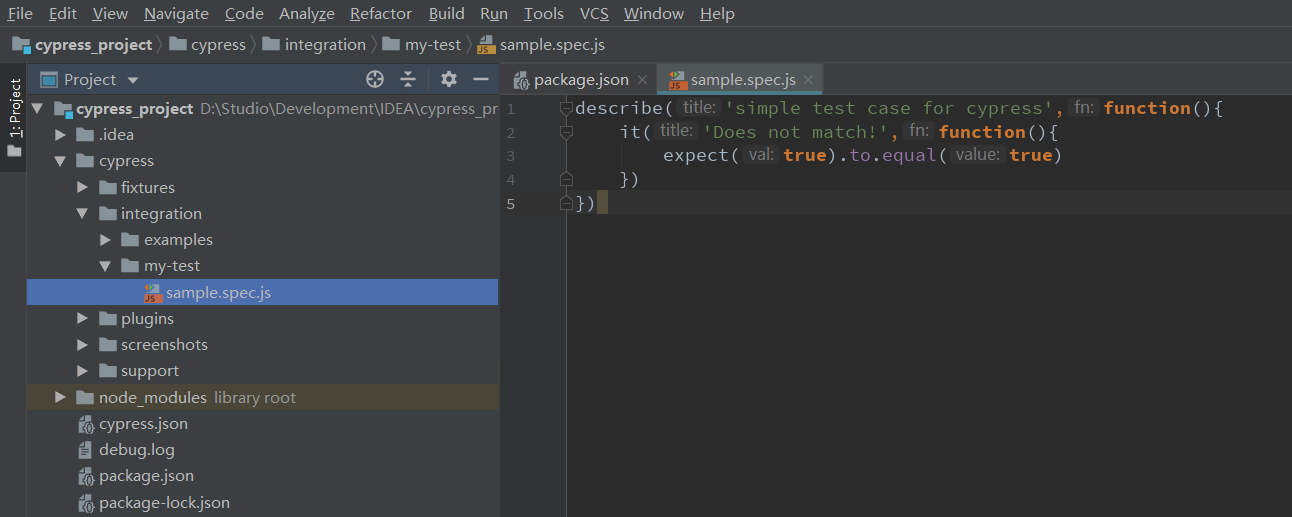 File Edit View Navigate Code Analyze Refactor Build Run Tools VCS Window Help
cypress_project cypress integration my-test sample.spec.js
1: Project
Project
cypress_project D:\Studio\Development\IDEA\cypress_pr
.idea
cypress
fixtures
integration
examples
my-test
sample.spec.js
plugins
screenshots
support
node_modules library root
cypress.json
debug.log
package.json
package-lock.json
package.json sample.spec.js
1 describe( title: 'simple test case for cypress', fn: function(){
2 it( title: 'Does not match!', fn: function(){
3 expect( val: true).to.equal( value: true)
4 })
5 })